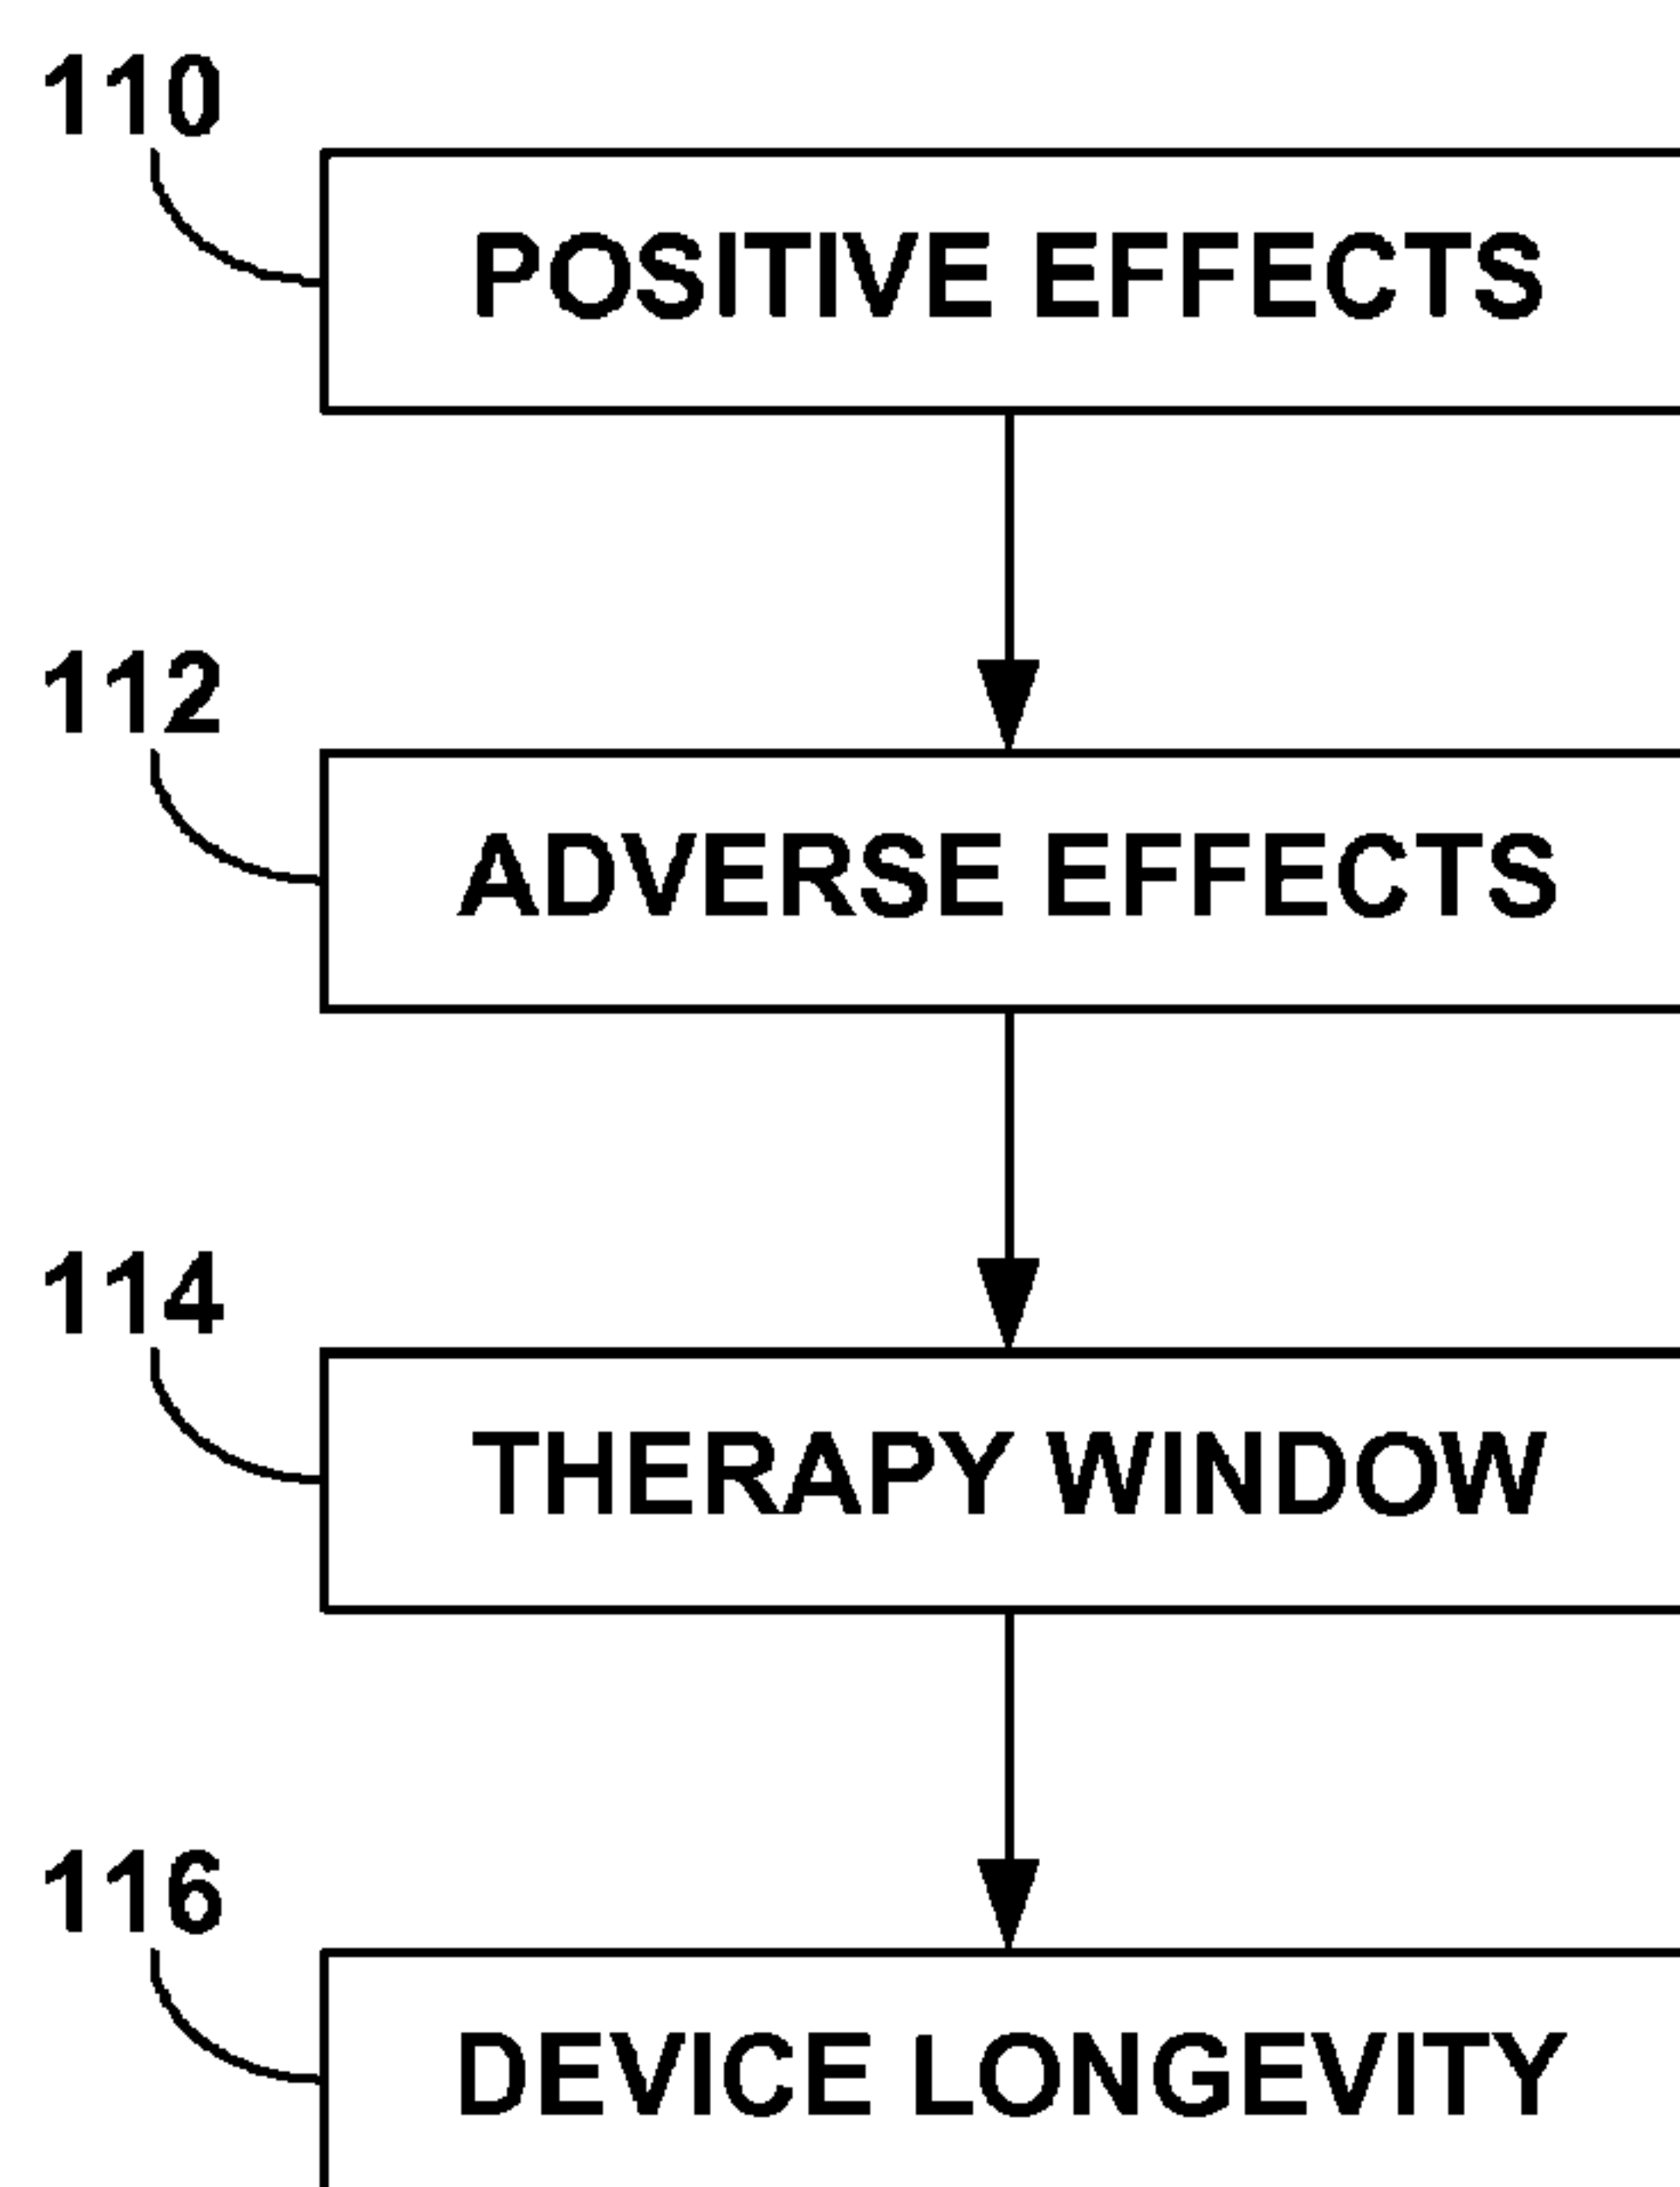 110
POSITIVE EFFECTS
112
ADVERSE EFFECTS
114
THERAPY WINDOW
116
DEVICE LONGEVITY